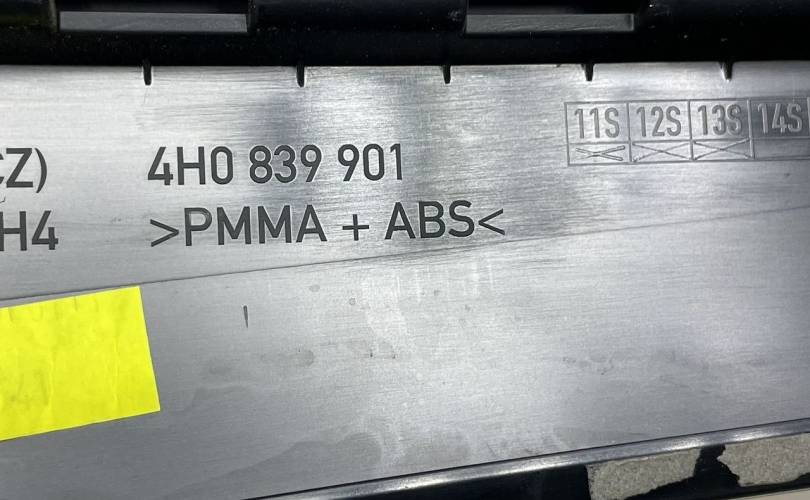 CZ) 4H0 839 901
H4 >PMMA + ABS<
11S 12S 13S 14S